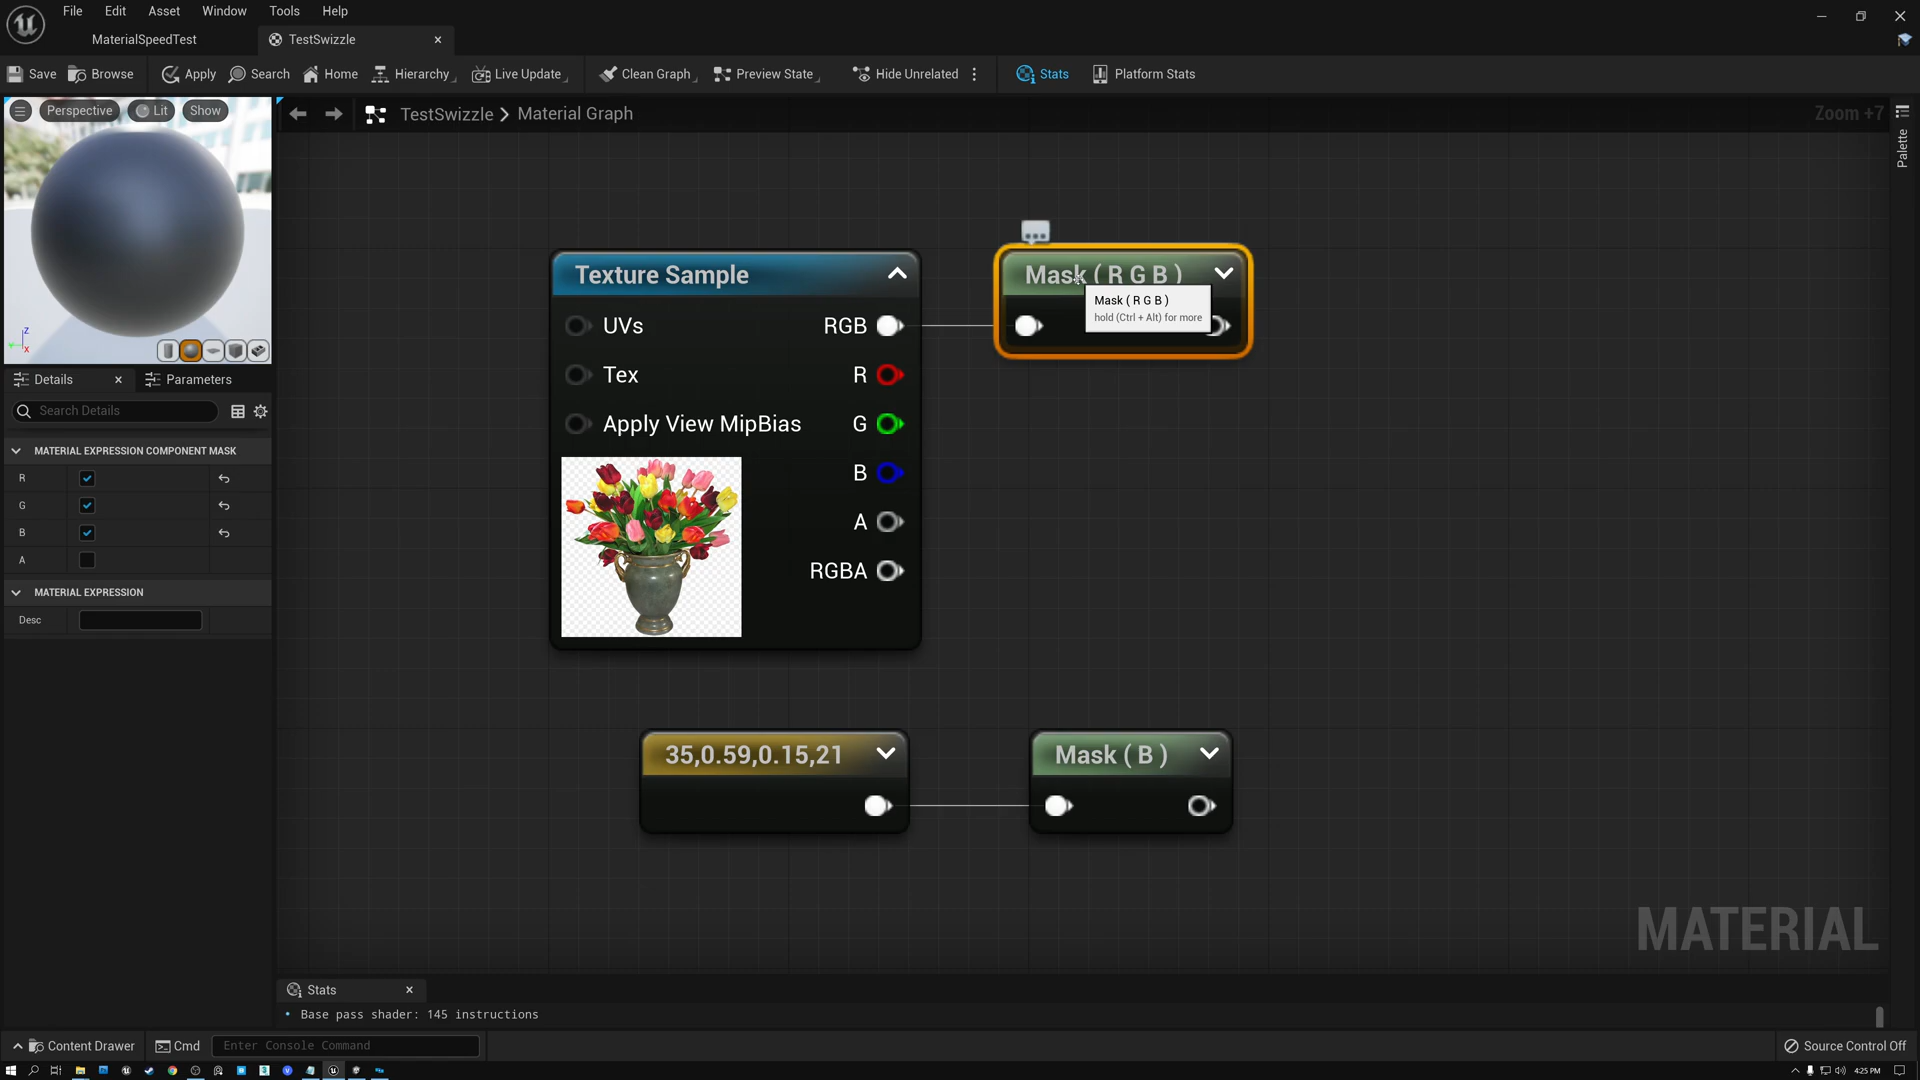 File Edit Asset Window Tools Help
MaterialSpeedTest
TestSwizzle
Save Browse Apply Search Home Hierarchy Live Update Clean Graph Preview State Hide Unrelated Stats Platform Stats
Perspective Lit Show
TestSwizzle > Material Graph
Zoom +7
Palette
Texture Sample
UVs RGB
Tex R
Apply View MipBias G
B
A
RGBA
Mask ( R G B )
Mask ( R G B )
hold (Ctrl + Alt) for more
z
x
Details Parameters
Search Details
MATERIAL EXPRESSION COMPONENT MASK
R
G
B
A
MATERIAL EXPRESSION
Desc
35,0.59,0.15,21
Mask ( B )
MATERIAL
Stats
• Base pass shader: 145 instructions
Content Drawer Cmd Enter Console Command Source Control Off
4:25 PM